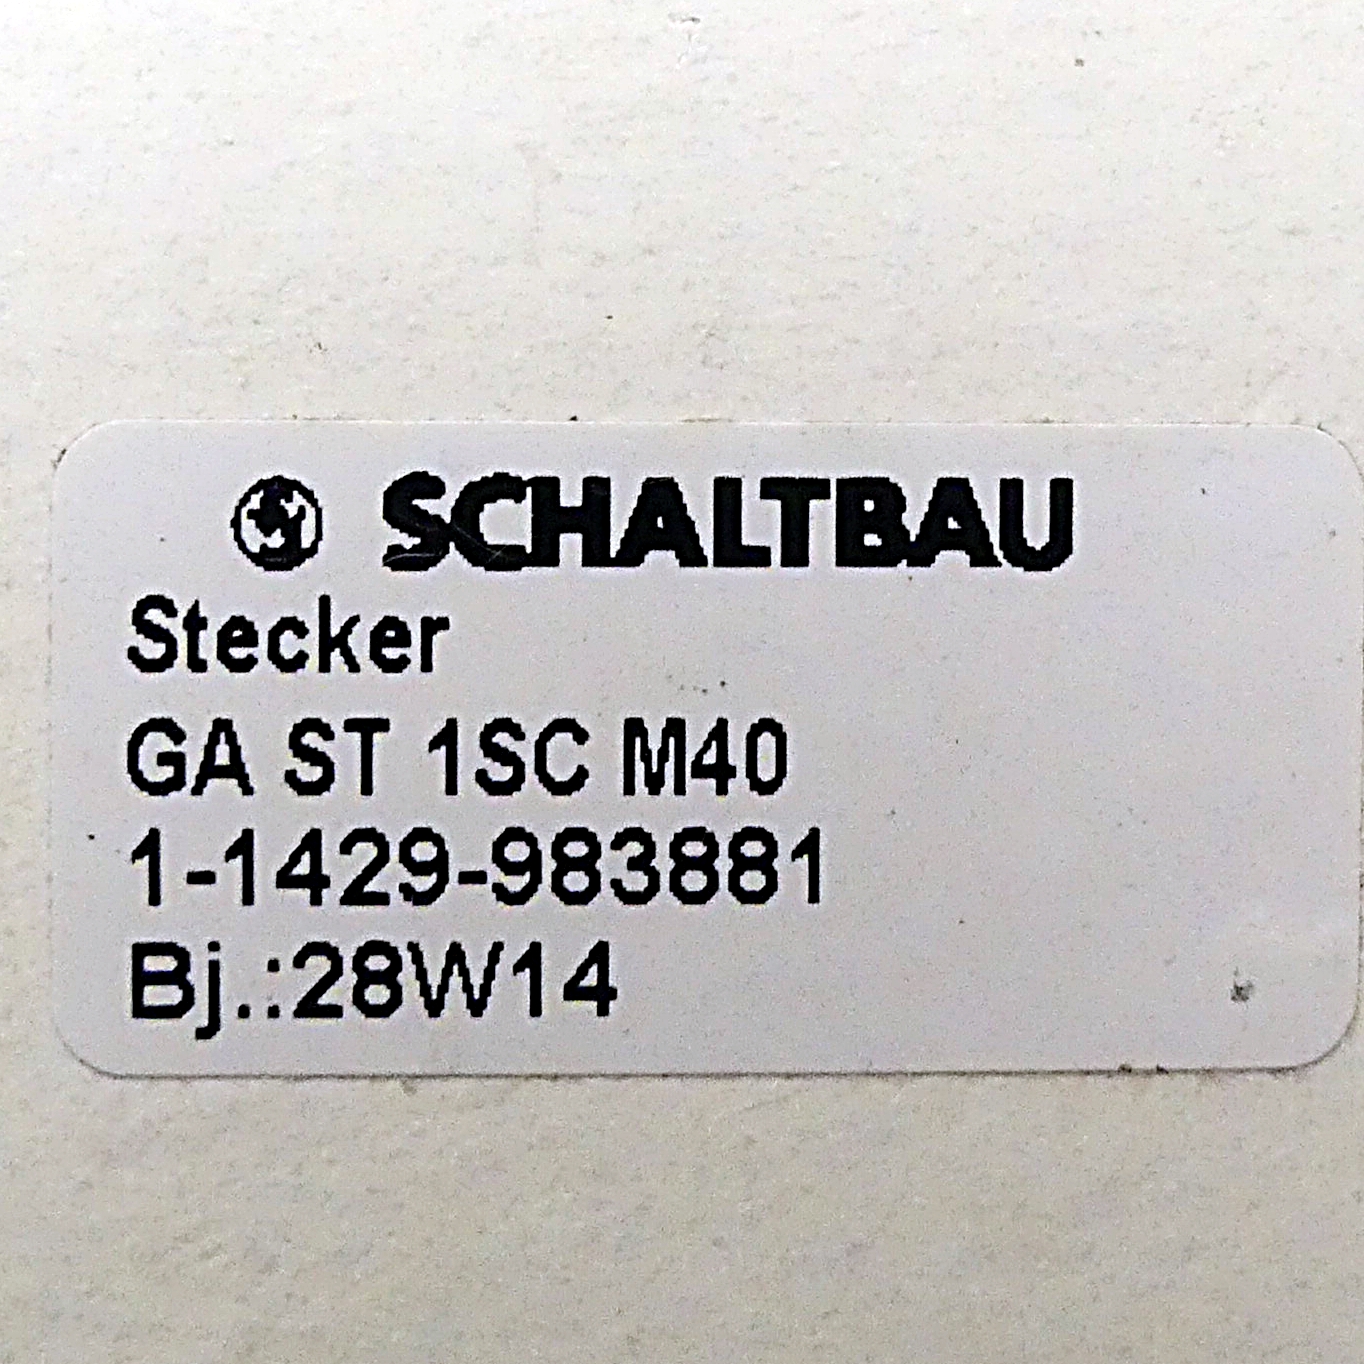 SCHALTBAU
Stecker
GA ST 1SC M40
1-1429-983881
Bj.:28W14